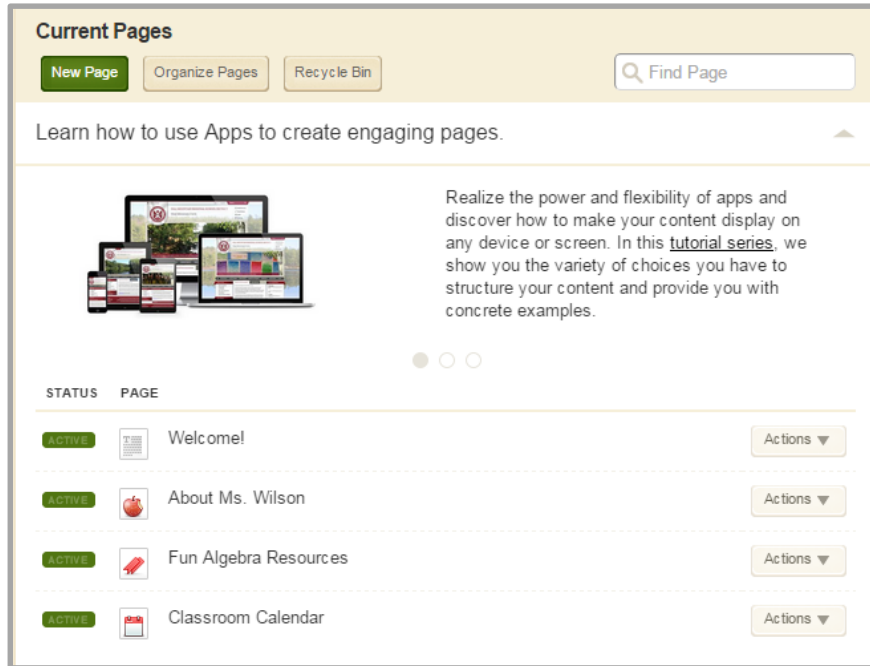 Current Pages
New Page Organize Pages Recycle Bin Find Page
Learn how to use Apps to create engaging pages.
Realize the power and flexibility of apps and
discover how to make your content display on
any device or screen. In this tutorial series, we
show you the variety of choices you have to
structure your content and provide you with
concrete examples.
STATUS PAGE
ACTIVE Welcome! Actions
ACTIVE About Ms. Wilson Actions
ACTIVE Fun Algebra Resources Actions
ACTIVE Classroom Calendar Actions